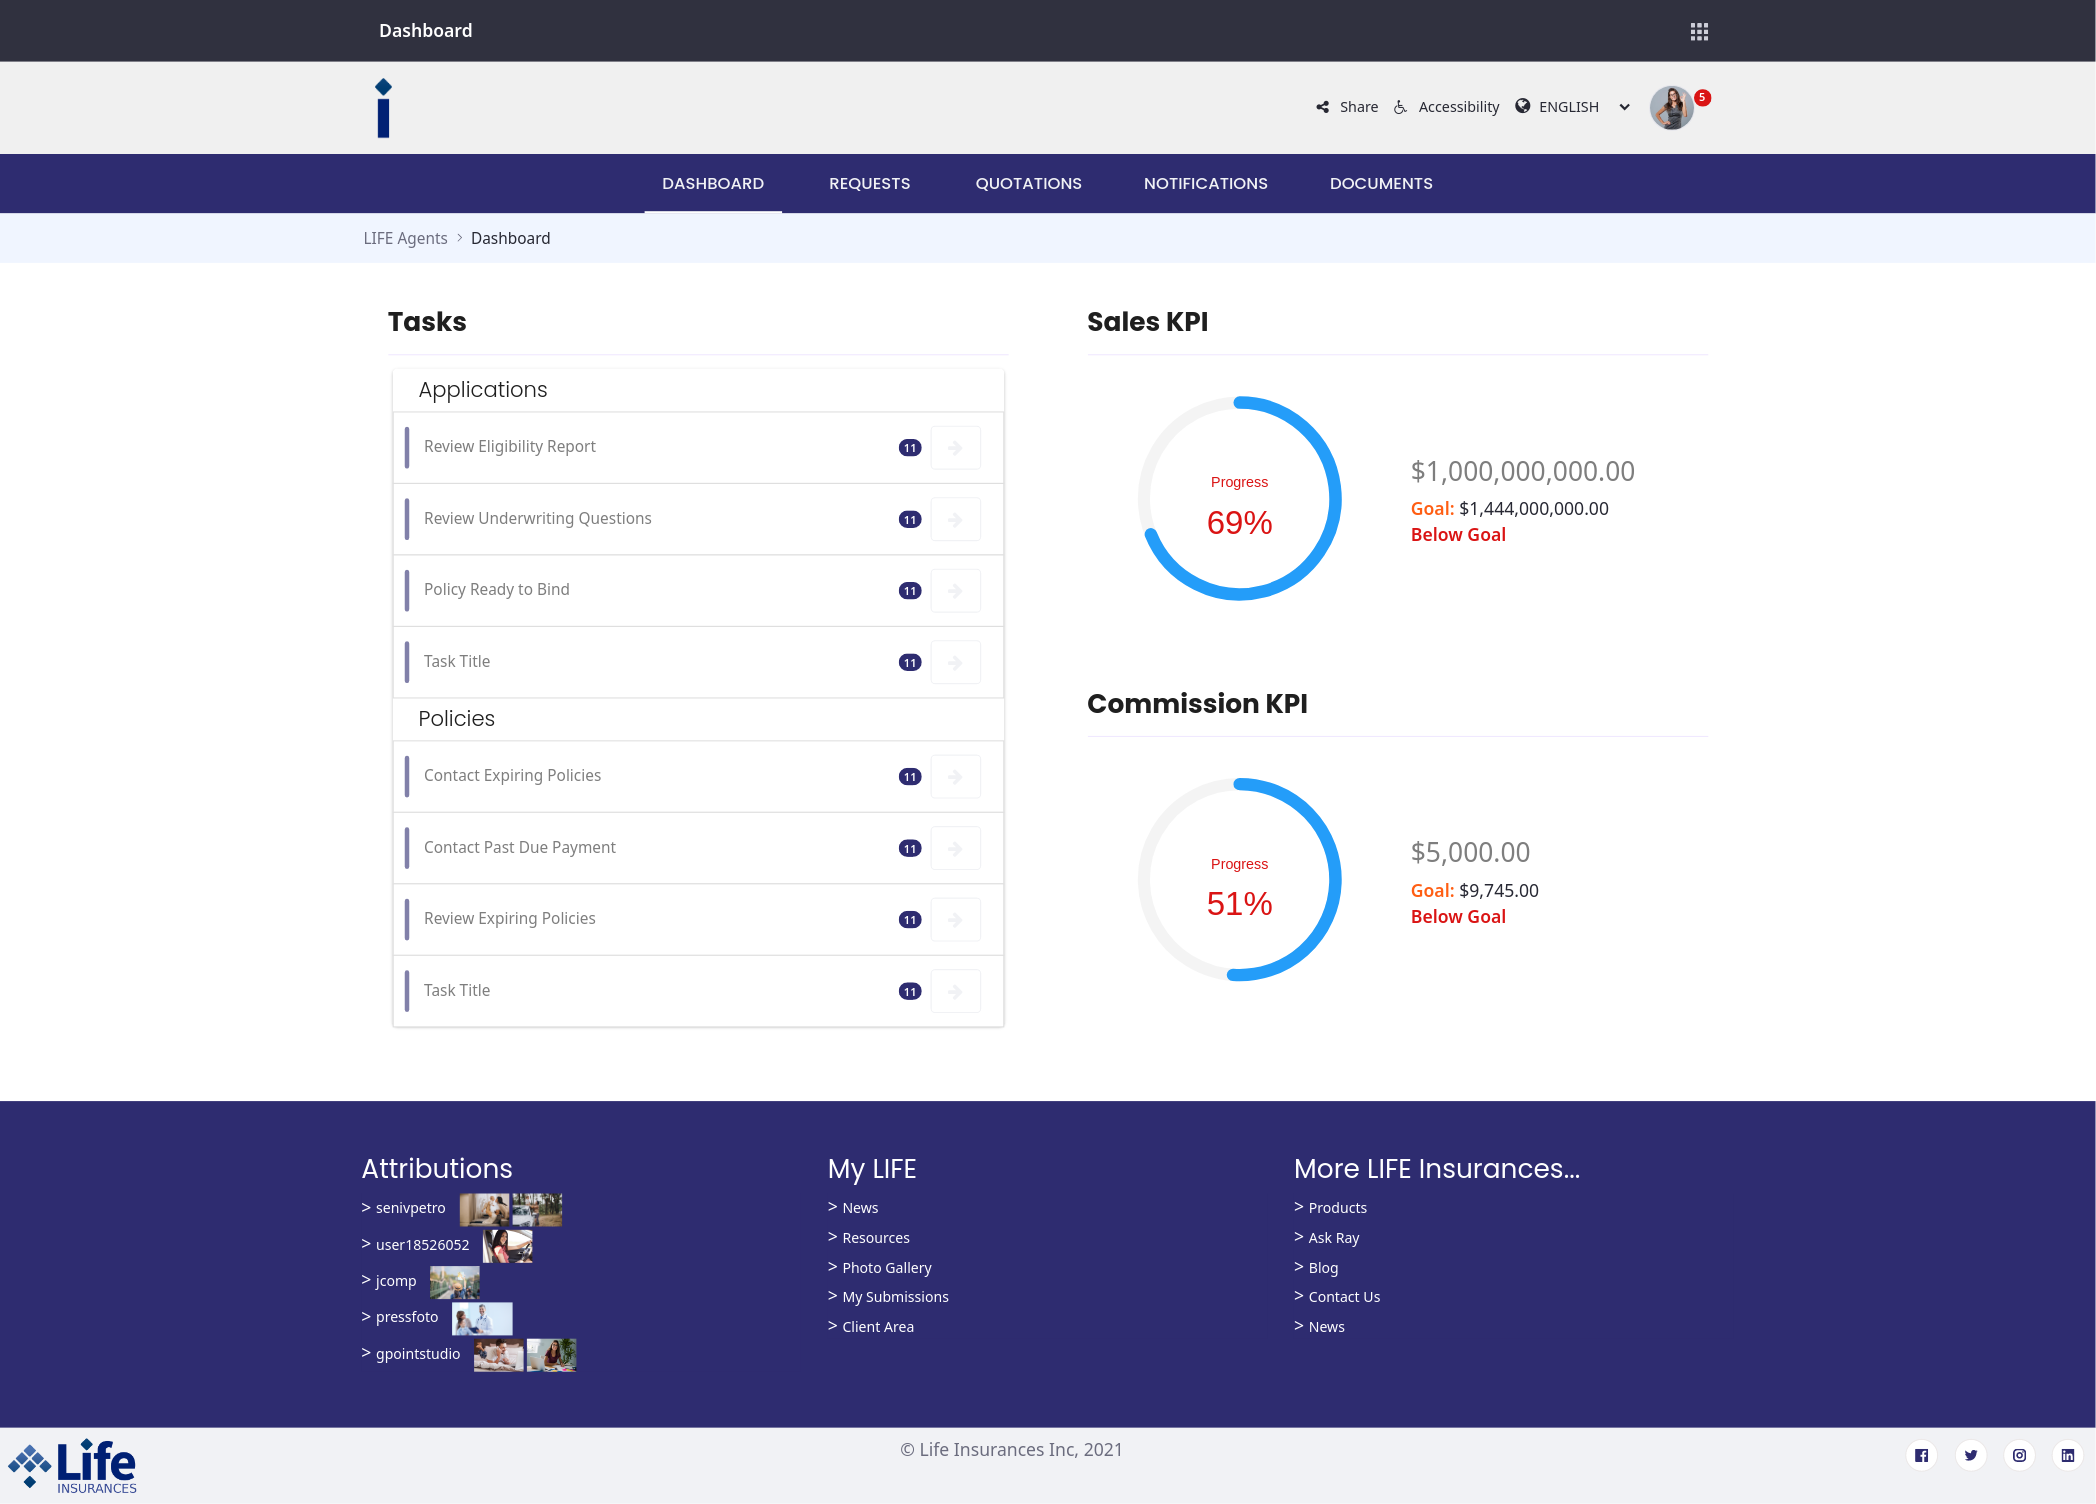 Dashboard
Share Accessibility ENGLISH 5
DASHBOARD REQUESTS QUOTATIONS NOTIFICATIONS DOCUMENTS
LIFE Agents > Dashboard
Tasks
Applications
Review Eligibility Report 11
Review Underwriting Questions 11
Policy Ready to Bind 11
Task Title 11
Policies
Contact Expiring Policies 11
Contact Past Due Payment 11
Review Expiring Policies 11
Task Title 11
Sales KPI
Progress
69%
$1,000,000,000.00
Goal: $1,444,000,000.00
Below Goal
Commission KPI
Progress
51%
$5,000.00
Goal: $9,745.00
Below Goal
Attributions
> senivpetro
> user18526052
> jcomp
> pressfoto
> gpointstudio
My LIFE
> News
> Resources
> Photo Gallery
> My Submissions
> Client Area
More LIFE Insurances...
> Products
> Ask Ray
> Blog
> Contact Us
> News
Life
INSURANCES
© Life Insurances Inc, 2021